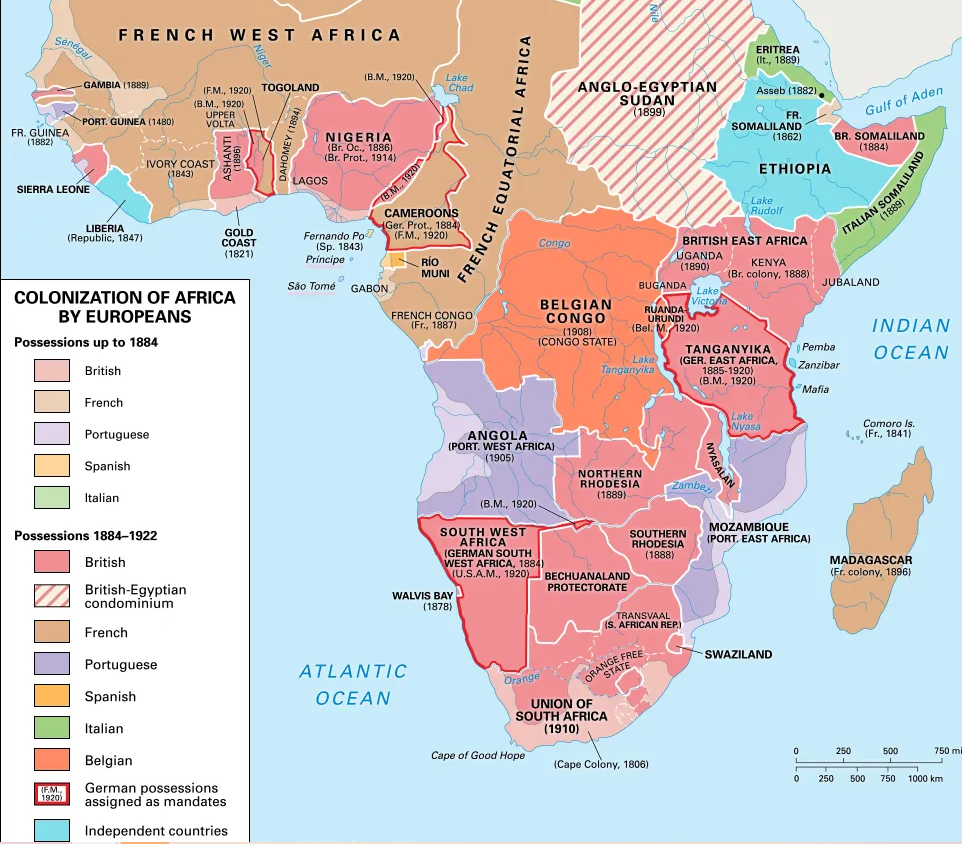 FRENCH WEST AFRICA
Sénégal
Niger
Nile
GAMBIA (1889)
PORT. GUINEA (1480)
FR. GUINEA
(1882)
SIERRA LEONE
LIBERIA
(Republic, 1847)
IVORY COAST
(1843)
(F.M., 1920)
(B.M., 1920)
UPPER
VOLTA
TOGOLAND
ASHANTI
(1896)
DAHOMEY (1894)
GOLD
COAST
(1821)
LAGOS
NIGERIA
(Br. Oc., 1886)
(Br. Prot., 1914)
(B.M., 1920)
Lake
Chad
(B.M., 1920)
CAMEROONS
(Ger. Prot., 1884)
(F.M., 1920)
Fernando Po
(Sp. 1843)
Príncipe
São Tomé
RÍO
MUNI
GABON
FRENCH CONGO
(Fr., 1887)
FRENCH EQUATORIAL AFRICA
ANGLO-EGYPTIAN
SUDAN
(1899)
ERITREA
(It., 1889)
Asseb (1882)
Gulf of Aden
FR.
SOMALILAND
(1862)
BR. SOMALILAND
(1884)
ETHIOPIA
ITALIAN SOMALILAND
(1889)
Lake
Rudolf
BRITISH EAST AFRICA
UGANDA
(1890)
KENYA
(Br. colony, 1888)
BUGANDA
JUBALAND
Lake
Victoria
Congo
BELGIAN
CONGO
(1908)
(CONGO STATE)
RUANDA-
URUNDI
(Bel. M., 1920)
TANGANYIKA
(GER. EAST AFRICA,
1885-1920)
(B.M., 1920)
Lake
Tanganyika
Pemba
Zanzibar
Mafia
INDIAN
OCEAN
Lake
Nyasa
Comoro Is.
(Fr., 1841)
ANGOLA
(PORT. WEST AFRICA)
(1905)
NORTHERN
RHODESIA
(1889)
NYASALAN
Zambezi
(B.M., 1920)
MOZAMBIQUE
(PORT. EAST AFRICA)
SOUTH WEST
AFRICA
(GERMAN SOUTH
WEST AFRICA, 1884)
(U.S.A.M., 1920)
SOUTHERN
RHODESIA
(1888)
MADAGASCAR
(Fr. colony, 1896)
BECHUANALAND
PROTECTORATE
WALVIS BAY
(1878)
TRANSVAAL
(S. AFRICAN REP.)
SWAZILAND
ORANGE FREE
STATE
Orange
ATLANTIC
OCEAN
UNION OF
SOUTH AFRICA
(1910)
Cape of Good Hope
(Cape Colony, 1806)
0 250 500 750 mi
0 250 500 750 1000 km
COLONIZATION OF AFRICA
BY EUROPEANS
Possessions up to 1884
British
French
Portuguese
Spanish
Italian
Possessions 1884–1922
British
British-Egyptian
condominium
French
Portuguese
Spanish
Italian
Belgian
(F.M.,
1920)
German possessions
assigned as mandates
Independent countries